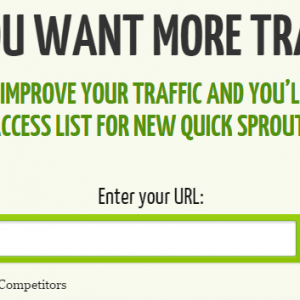 OU WANT MORE TRA
IMPROVE YOUR TRAFFIC AND YOU'L
ACCESS LIST FOR NEW QUICK SPROUT
Enter your URL:
Competitors